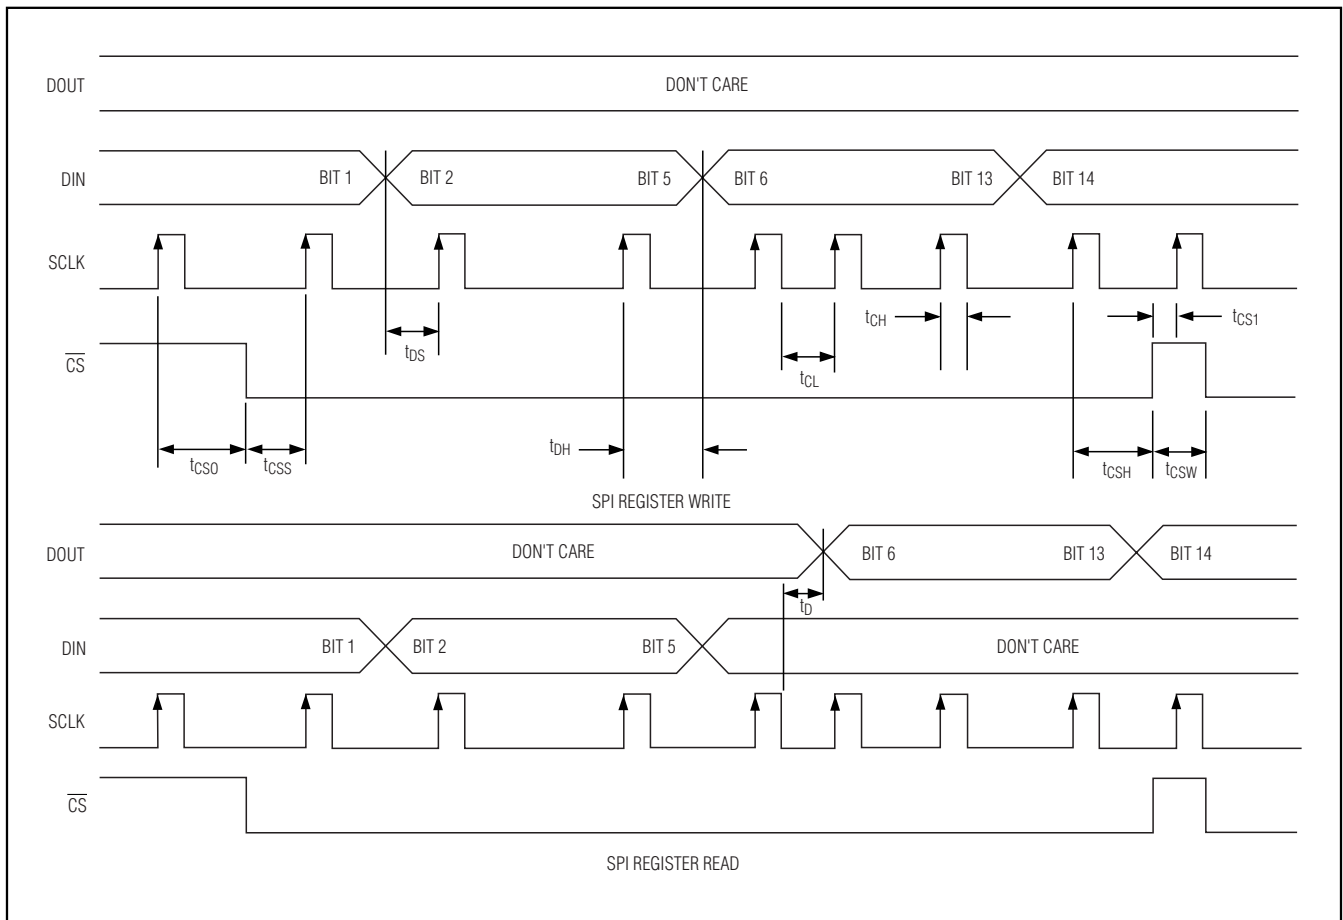 DOUT DON'T CARE
DIN BIT 1 BIT 2 BIT 5 BIT 6 BIT 13 BIT 14
SCLK
tCH tCS1
tDS
CS
tCL
tDH
tCSO tCSS tCSH tCSW
SPI REGISTER WRITE
DOUT DON'T CARE BIT 6 BIT 13 BIT 14
tD
DIN BIT 1 BIT 2 BIT 5 DON'T CARE
SCLK
CS
SPI REGISTER READ